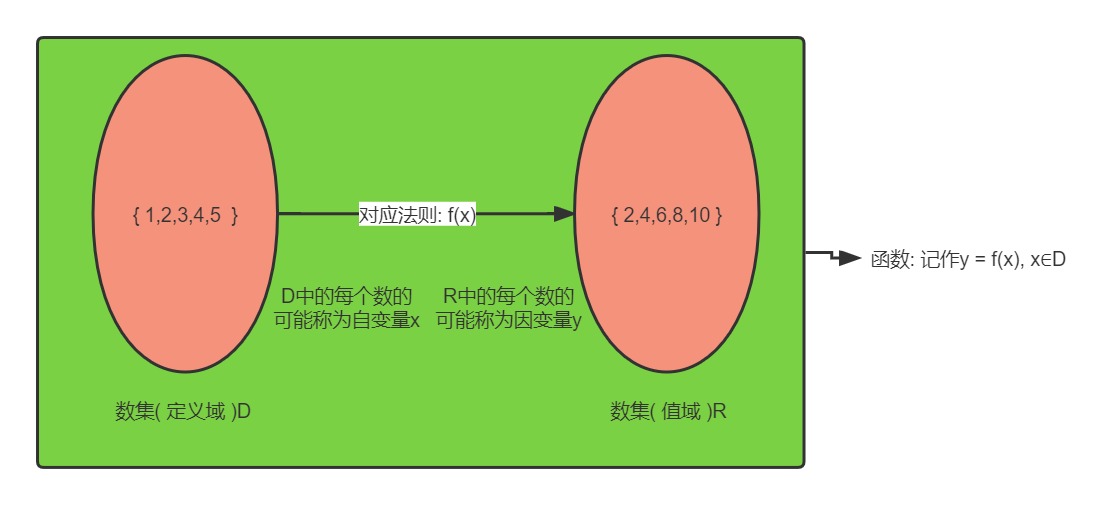 { 1,2,3,4,5  }
对应法则: f(x)
{ 2,4,6,8,10 }
函数: 记作y = f(x), x∈D
D中的每个数的
可能称为自变量x
R中的每个数的
可能称为因变量y
数集( 定义域 )D
数集( 值域 )R